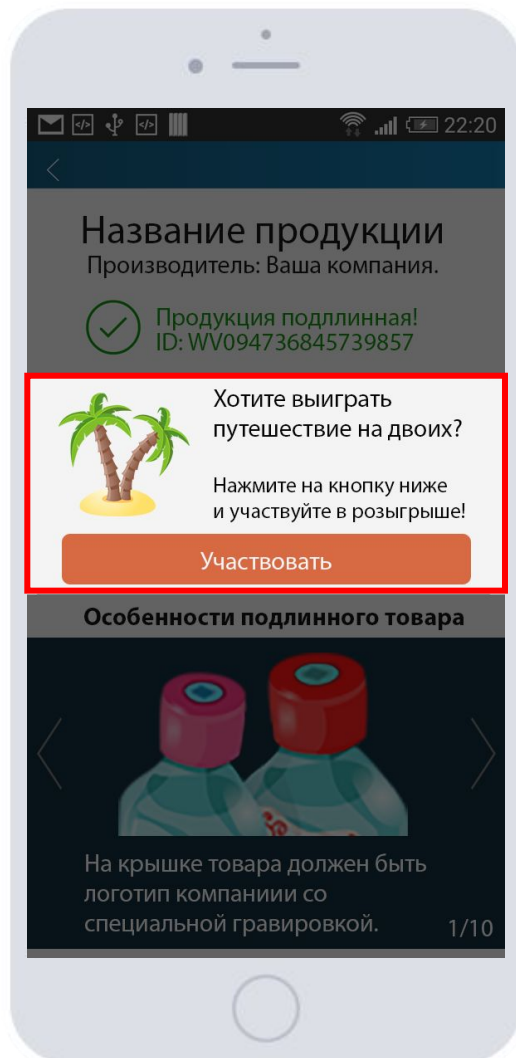 22:20
Название продукции
Производитель: Ваша компания.
Продукция подллинная!
ID: WV094736845739857
Хотите выиграть
путешествие на двоих?
Нажмите на кнопку ниже
и участвуйте в розыгрыше!
Участвовать
Особенности подлинного товара
На крышке товара должен быть
логотип компаниии со
специальной гравировкой.
1/10